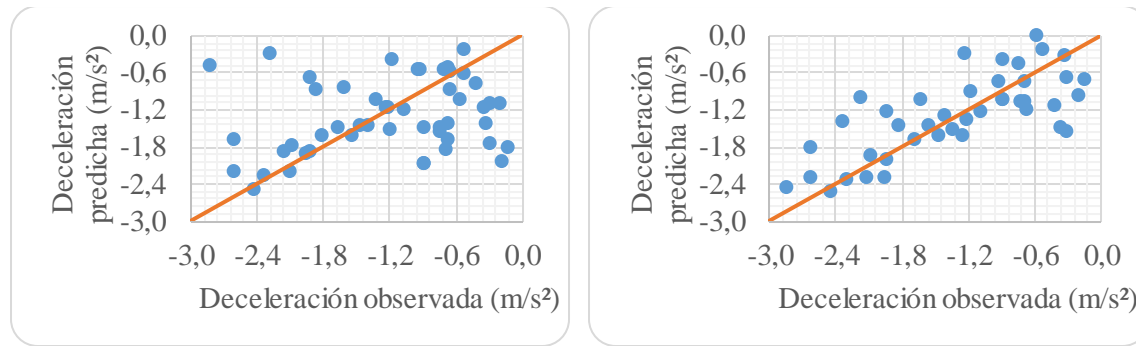 Deceleración
predicha (m/s²)
0,0
-0,6
-1,2
-1,8
-2,4
-3,0
-3,0 -2,4 -1,8 -1,2 -0,6 0,0
Deceleración observada (m/s²)
Deceleración
predicha (m/s²)
0,0
-0,6
-1,2
-1,8
-2,4
-3,0
-3,0 -2,4 -1,8 -1,2 -0,6 0,0
Deceleración observada (m/s²)